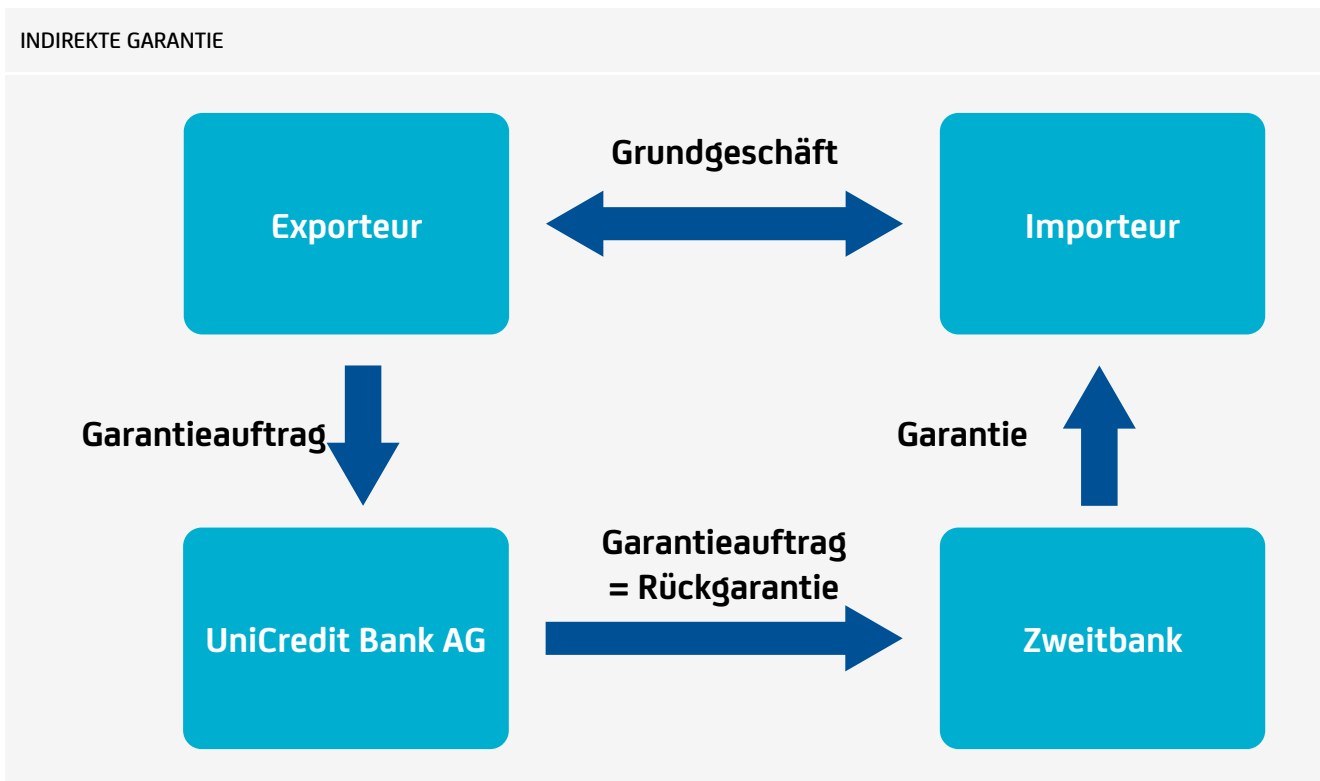 INDIREKTE GARANTIE
Grundgeschäft
Exporteur
Importeur
Garantieauftrag
Garantie
Garantieauftrag
= Rückgarantie
UniCredit Bank AG
Zweitbank